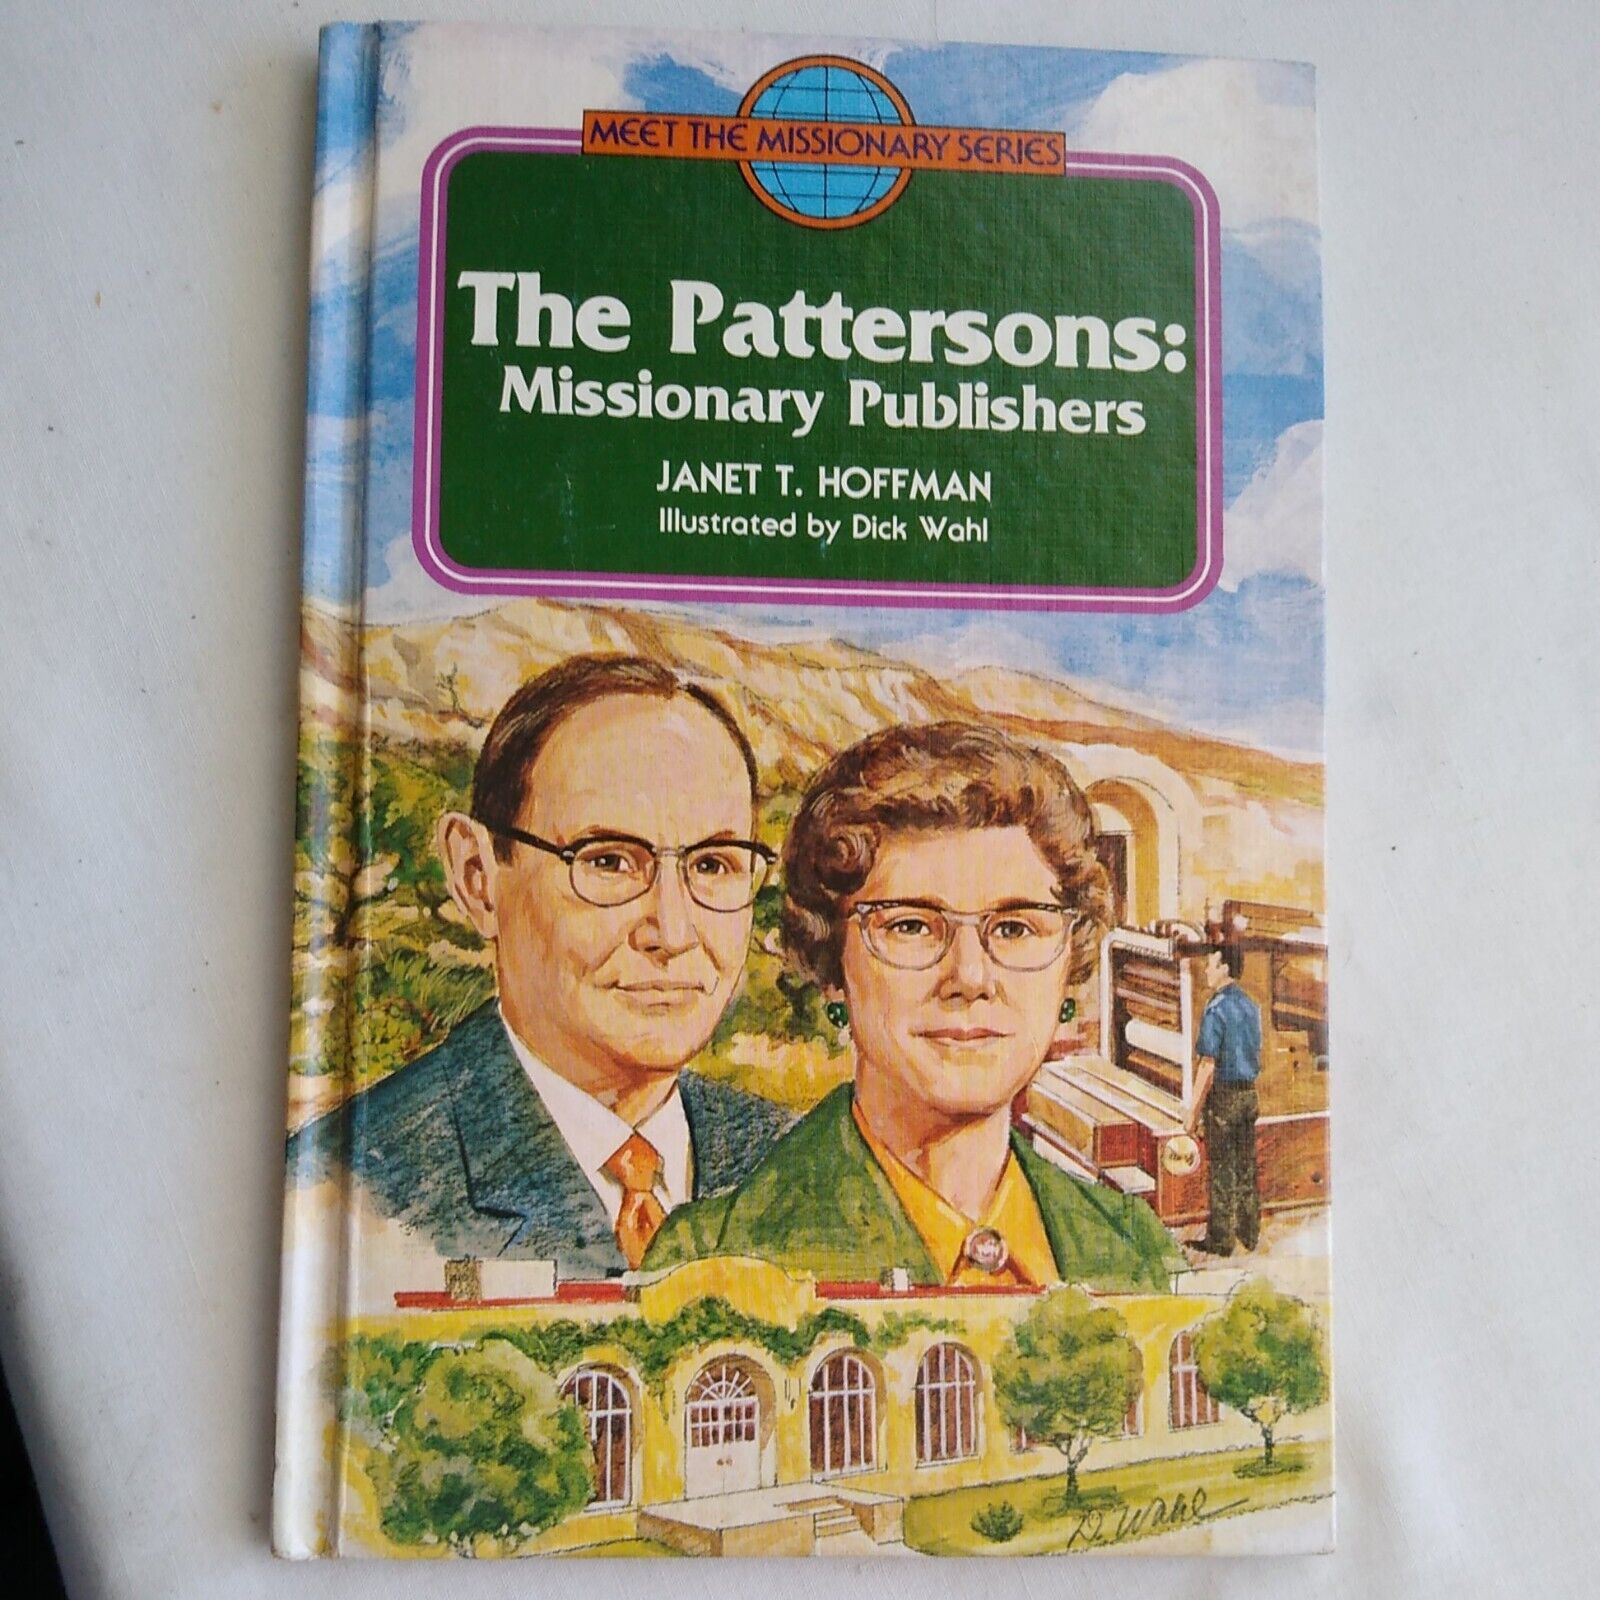 MEET THE MISSIONARY SERIES
The Pattersons:
Missionary Publishers
JANET T. HOFFMAN
Illustrated by Dick Wahl
D. Wahl